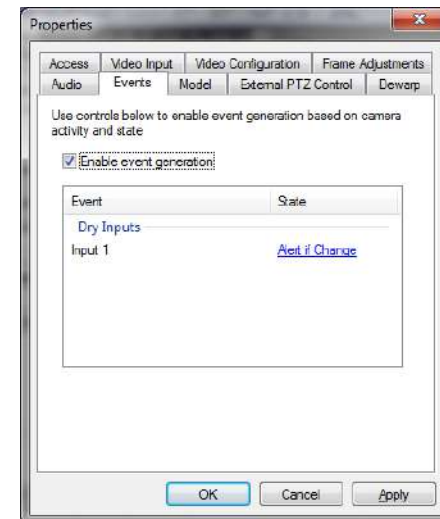 Properties
Access Video Input Video Configuration Frame Adjustments
Audio Events Model External PTZ Control Dewarp
Use controls below to enable event generation based on camera
activity and state
Enable event generation
Event State
Dry Inputs
Input 1 Alert if Change
OK Cancel Apply